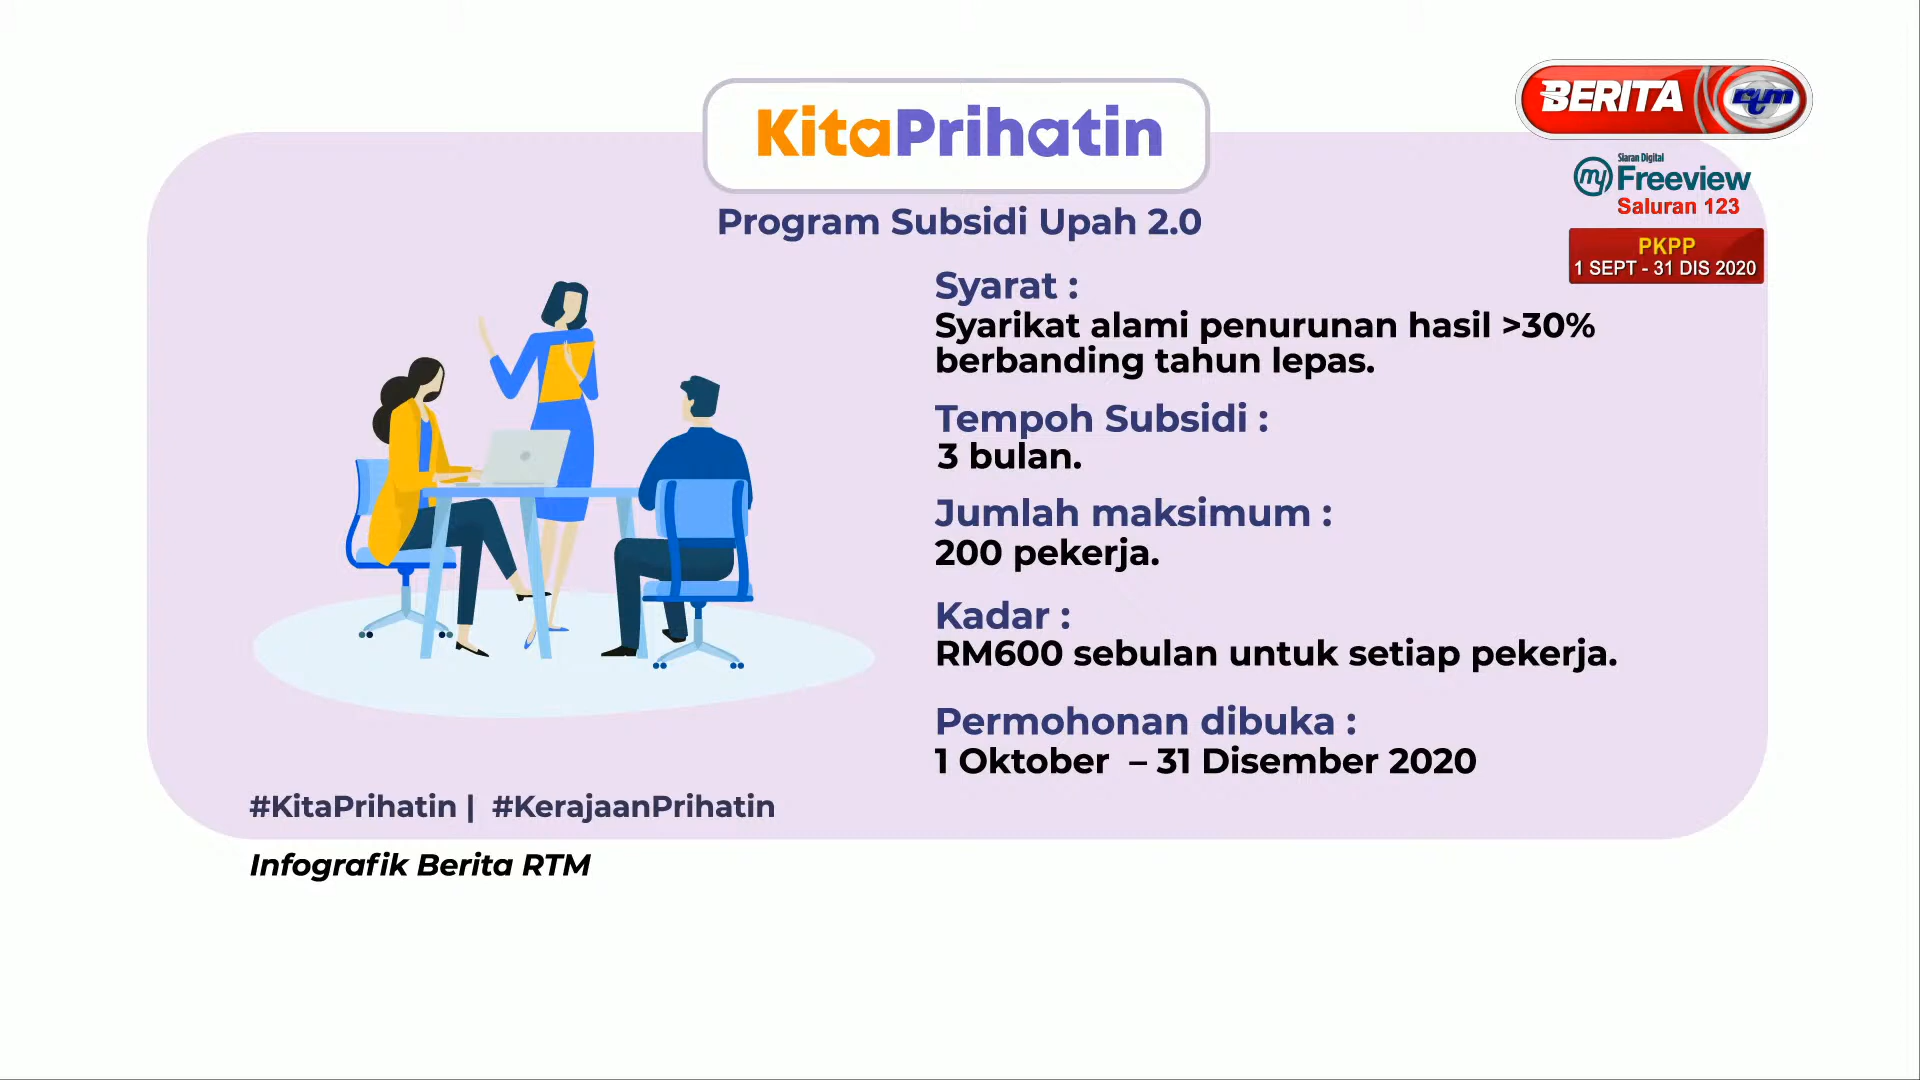 KitaPrihatin
BERITA rtm
Siaran Digital
my Freeview
Saluran 123
PKPP
1 SEPT - 31 DIS 2020
Program Subsidi Upah 2.0
Syarat :
Syarikat alami penurunan hasil >30%
berbanding tahun lepas.
Tempoh Subsidi :
3 bulan.
Jumlah maksimum :
200 pekerja.
Kadar :
RM600 sebulan untuk setiap pekerja.
Permohonan dibuka :
1 Oktober – 31 Disember 2020
#KitaPrihatin | #KerajaanPrihatin
Infografik Berita RTM